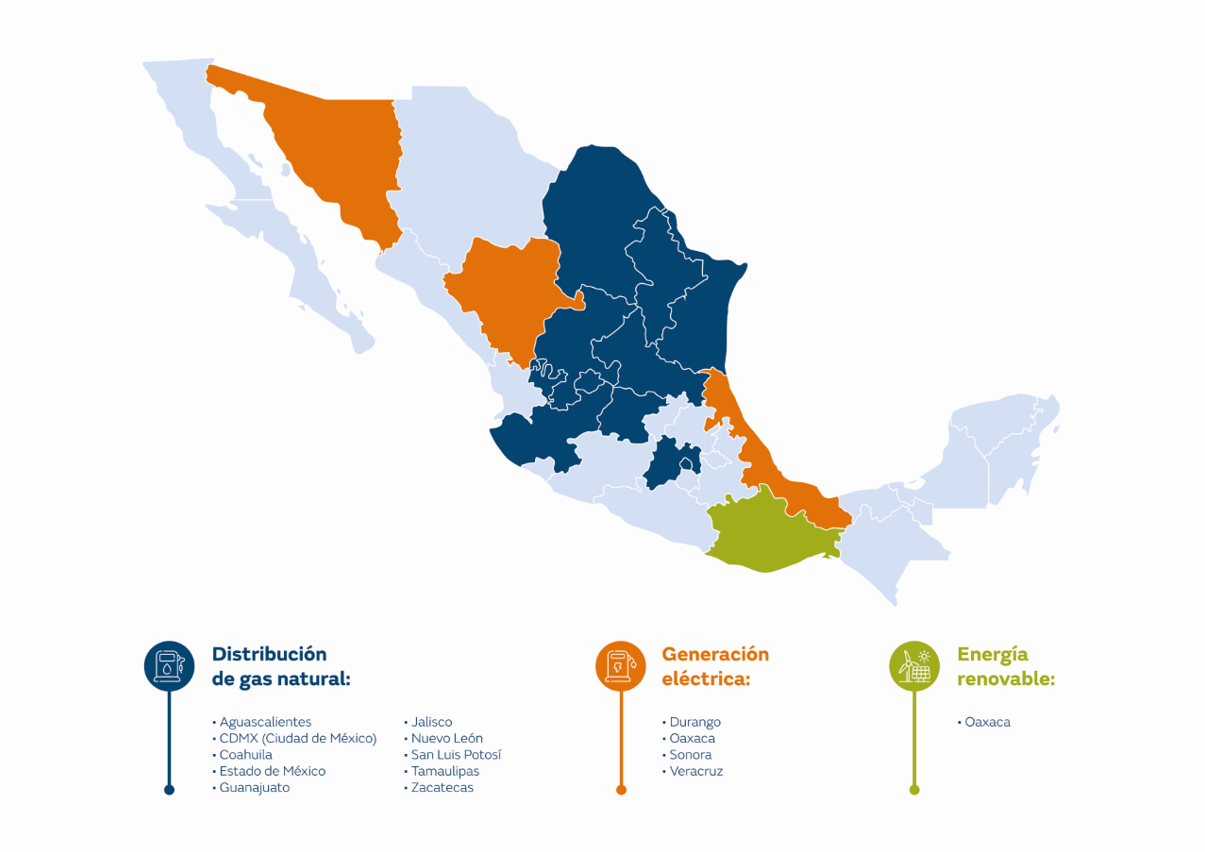 Distribución
de gas natural:
• Aguascalientes
• CDMX (Ciudad de México)
• Coahuila
• Estado de México
• Guanajuato
• Jalisco
• Nuevo León
• San Luis Potosí
• Tamaulipas
• Zacatecas
Generación
eléctrica:
• Durango
• Oaxaca
• Sonora
• Veracruz
Energía
renovable:
• Oaxaca